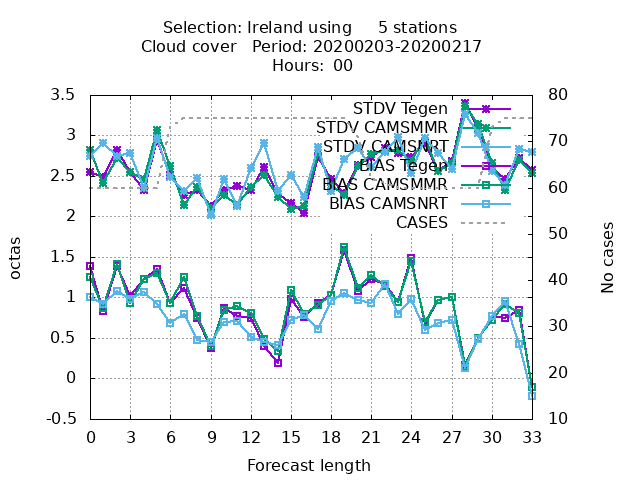 Selection: Ireland using 5 stations
Cloud cover Period: 20200203-20200217
Hours: 00
STDV Tegen
STDV CAMSMMR
STDV CAMSNRT
BIAS Tegen
BIAS CAMSMMR
BIAS CAMSNRT
CASES
octas
3.5
3
2.5
2
1.5
1
0.5
0
-0.5
80
70
60
50
40
30
20
10
No cases
0 3 6 9 12 15 18 21 24 27 30 33
Forecast length